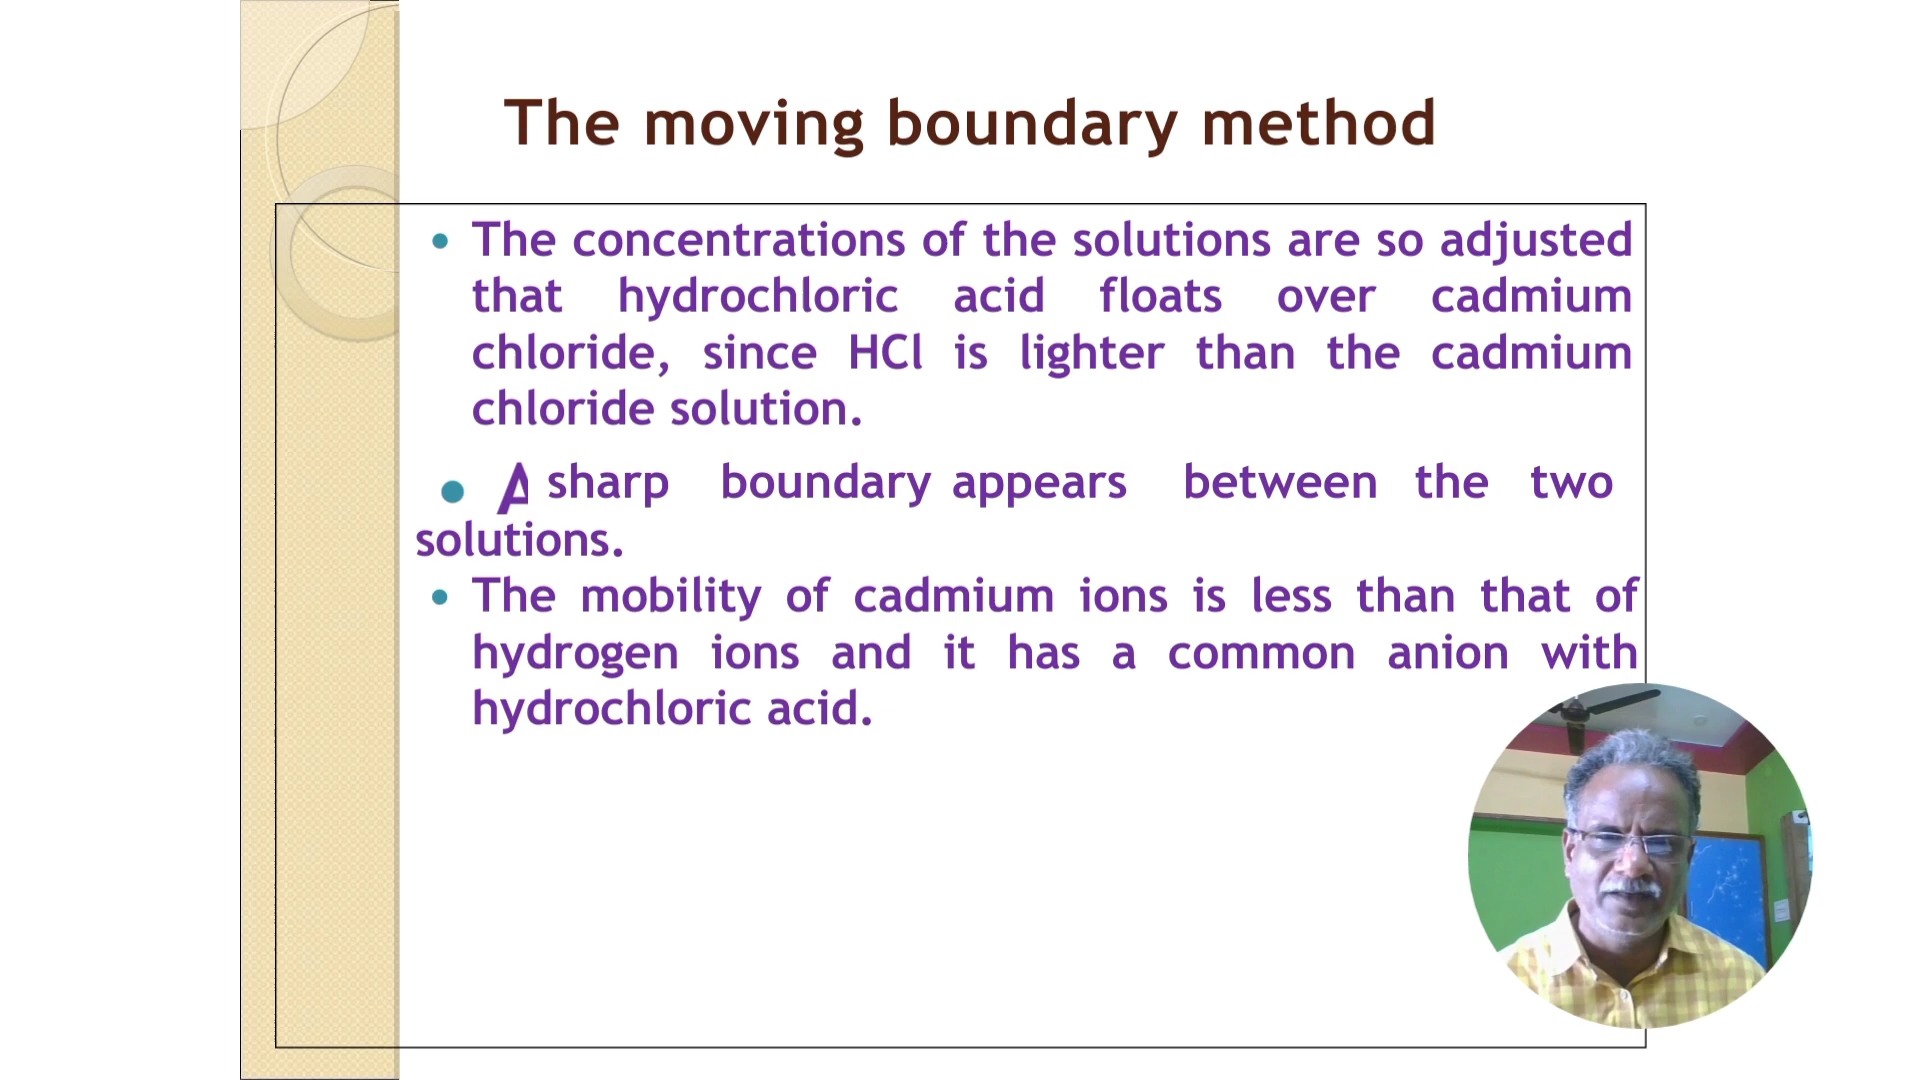 The moving boundary method
• The concentrations of the solutions are so adjusted
that hydrochloric acid floats over cadmium
chloride, since HCl is lighter than the cadmium
chloride solution.
• A sharp boundary appears between the two
solutions.
• The mobility of cadmium ions is less than that of
hydrogen ions and it has a common anion with
hydrochloric acid.